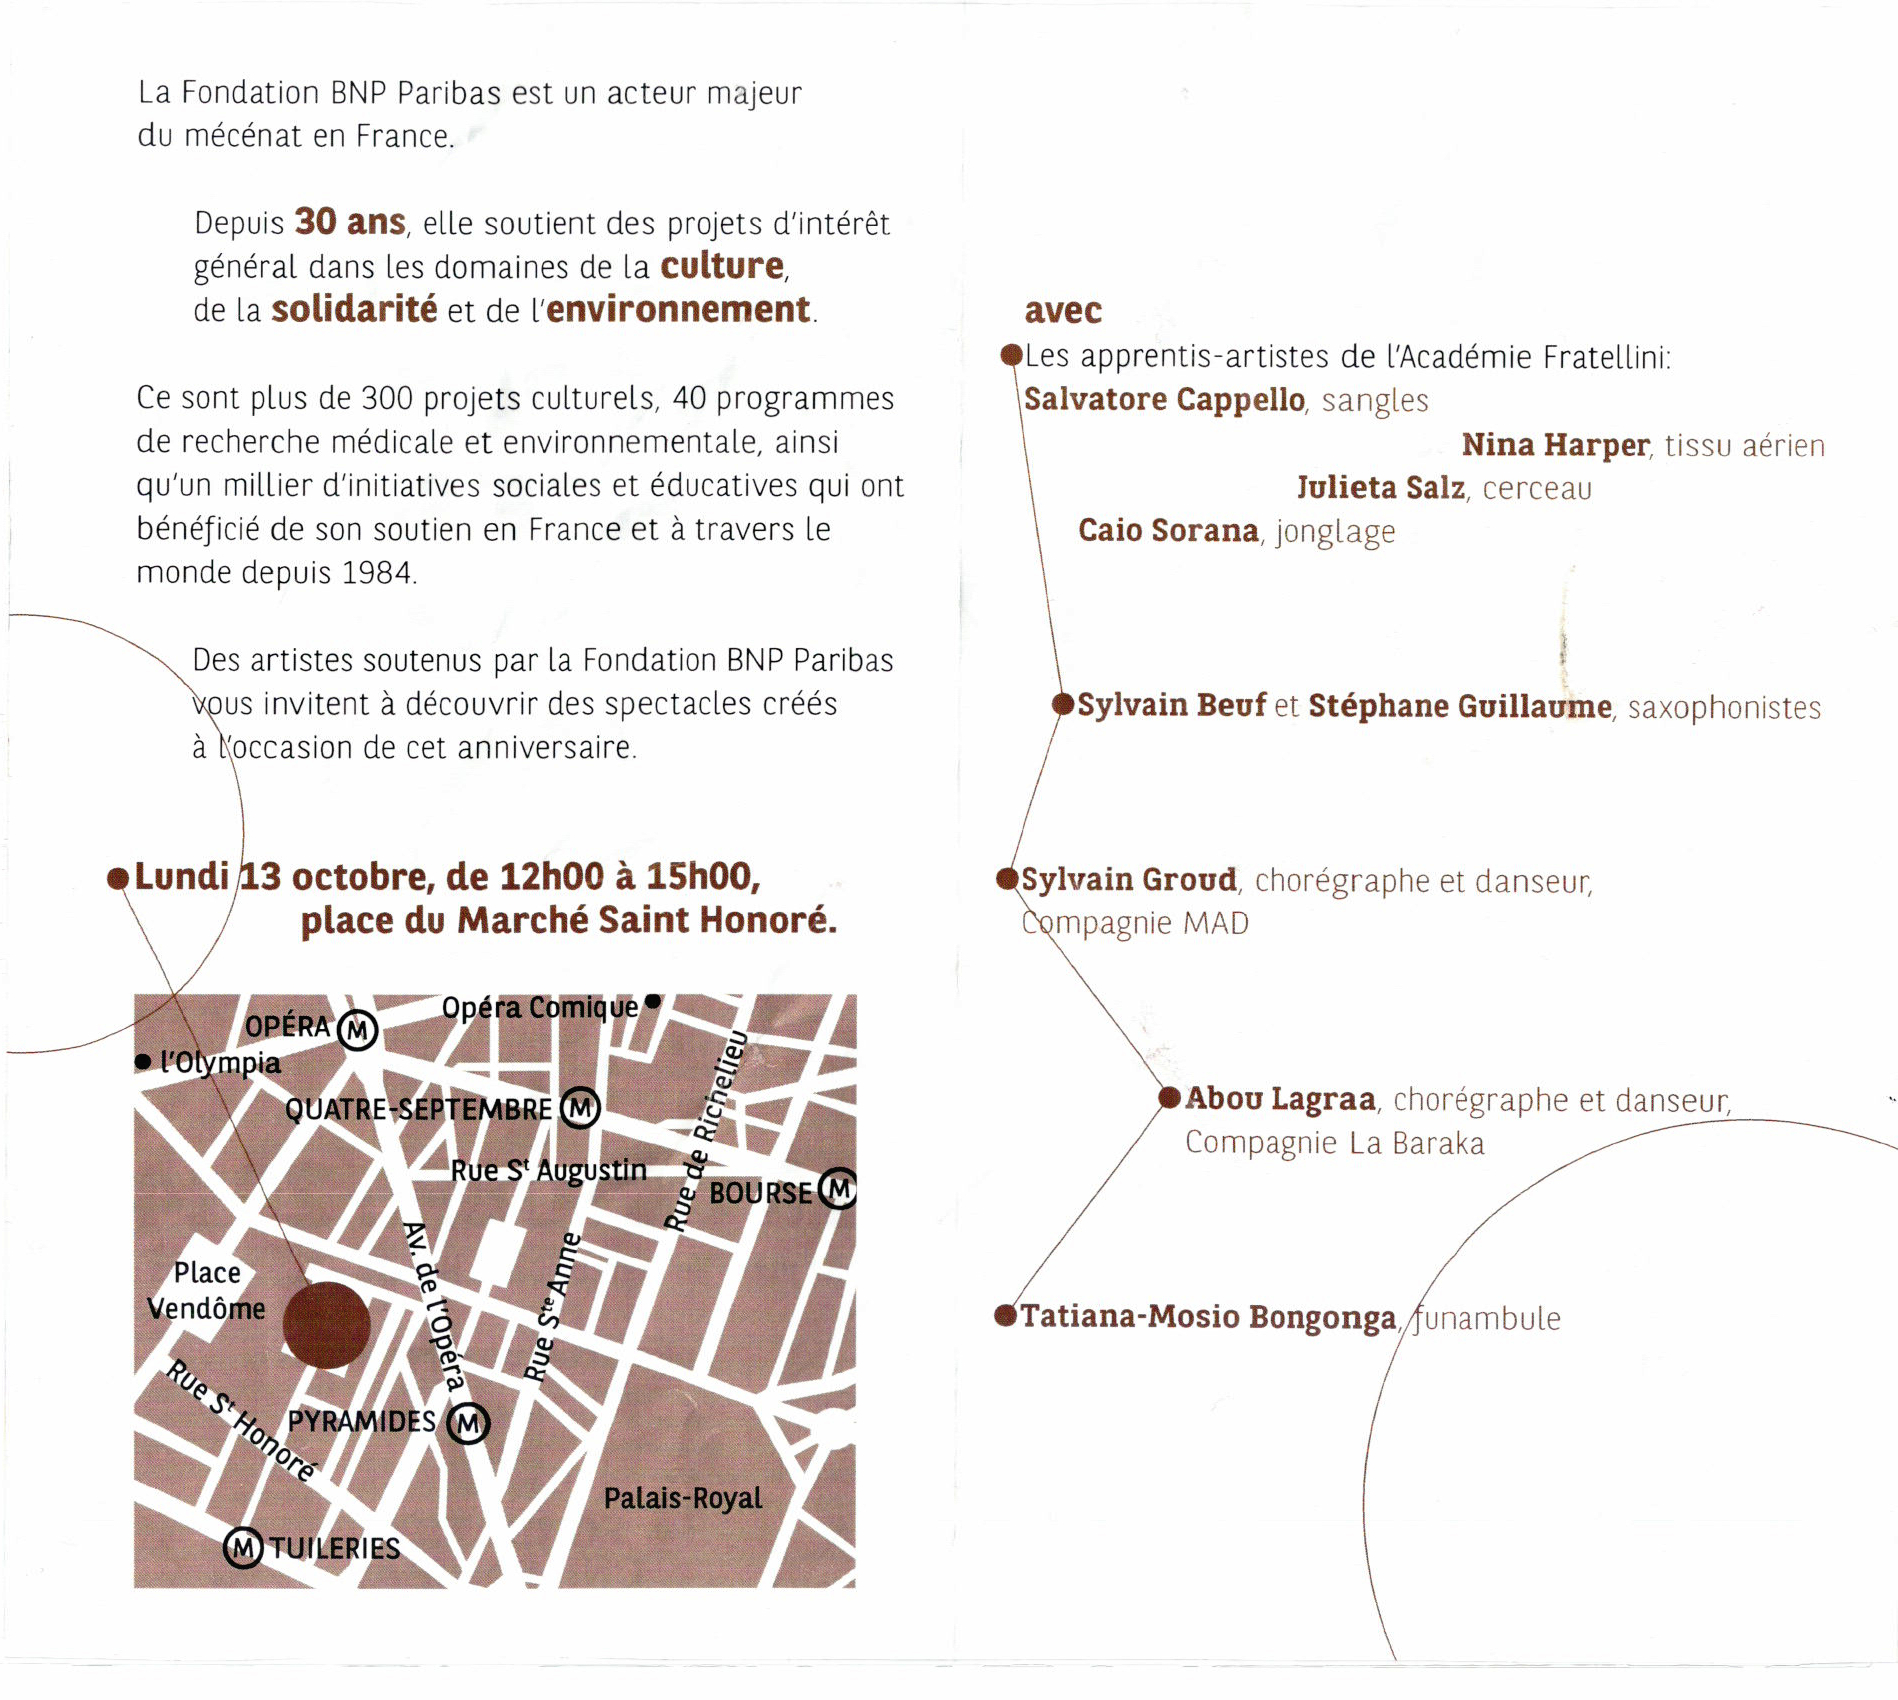 La Fondation BNP Paribas est un acteur majeur
du mécénat en France.
Depuis 30 ans, elle soutient des projets d'intérêt
général dans les domaines de la culture,
de la solidarité et de l'environnement.
Ce sont plus de 300 projets culturels, 40 programmes
de recherche médicale et environnementale, ainsi
qu'un millier d'initiatives sociales et éducatives qui ont
bénéficié de son soutien en France et à travers le
monde depuis 1984.
Des artistes soutenus par la Fondation BNP Paribas
vous invitent à découvrir des spectacles créés
à l'occasion de cet anniversaire.
Lundi 13 octobre, de 12h00 à 15h00,
place du Marché Saint Honoré.
Opéra Comique
OPÉRA M
l'Olympia
QUATRE-SEPTEMBRE M
Rue de Richelieu
Rue St Augustin
BOURSE M
Av. de l'Opéra
Rue Ste Anne
Place
Vendôme
Rue St Honoré
PYRAMIDES M
Palais-Royal
M TUILERIES
avec
Les apprentis-artistes de l'Académie Fratellini:
Salvatore Cappello, sangles
Nina Harper, tissu aérien
Julieta Salz, cerceau
Caio Sorana, jonglage
Sylvain Beuf et Stéphane Guillaume, saxophonistes
Sylvain Groud, chorégraphe et danseur,
Compagnie MAD
Abou Lagraa, chorégraphe et danseur,
Compagnie La Baraka
Tatiana-Mosio Bongonga, funambule